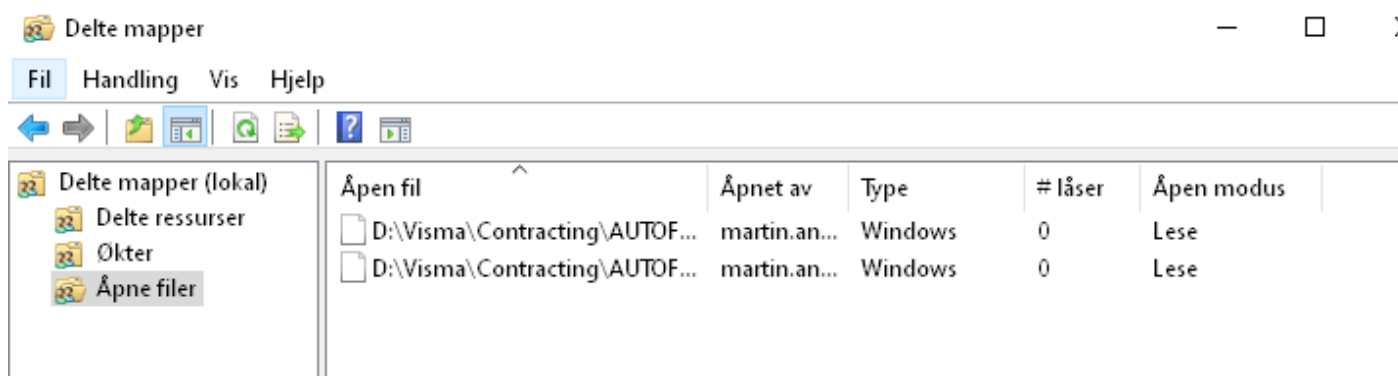 Delte mapper
Fil Handling Vis Hjelp
Delte mapper (lokal)
Delte ressurser
Økter
Åpne filer
Åpen fil Åpnet av Type # låser Åpen modus
D:\Visma\Contracting\AUTOF... martin.an... Windows 0 Lese
D:\Visma\Contracting\AUTOF... martin.an... Windows 0 Lese